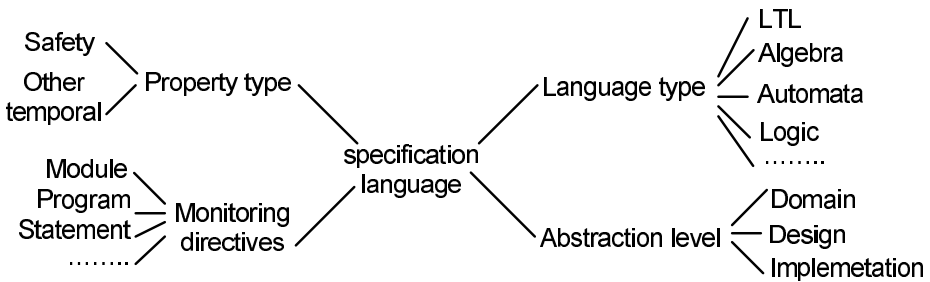 Safety
Other
temporal
Property type
Module
Program
Statement
........
Monitoring
directives
specification
language
Language type
LTL
Algebra
Automata
Logic
........
Abstraction level
Domain
Design
Implemetation